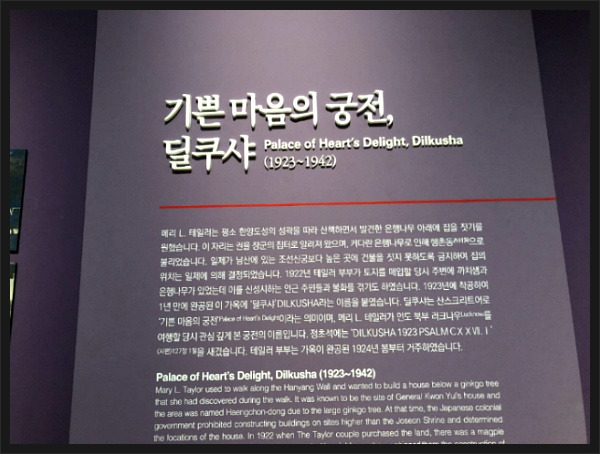 기쁜 마음의 궁전,
딜쿠샤 Palace of Heart's Delight, Dilkusha
(1923~1942)
메리 L. 테일러는 평소 한양도성의 성곽을 따라 산책하면서 발견한 은행나무 아래에 집을 짓기를
원했습니다. 이 자리는 권율 장군의 집터로 알려져 왔으며, 커다란 은행나무로 인해 행촌동으로
불리었습니다. 일제가 남산에 있는 조선신궁보다 높은 곳에 건물을 짓지 못하도록 금지하여 집의
위치는 일제에 의해 결정되었습니다. 1922년 테일러 부부가 토지를 매입할 당시 주변에 까치샘과
은행나무가 있었는데 이를 신성시하는 인근 주민들과 불화를 겪기도 하였습니다. 1923년에 착공하여
1년 만에 완공된 이 가옥에 '딜쿠샤'DILKUSHA라는 이름을 붙였습니다. 딜쿠샤는 산스크리트어로
'기쁜 마음의 궁전'Palace of Heart's Delight이라는 의미이며, 메리 L. 테일러가 인도 북부 러크나우Lucknow를
여행할 당시 관심 깊게 본 궁전의 이름입니다. 정초석에는 'DILKUSHA 1923 PSALM CXXVII. I'
(시편127장 1절)을 새겼습니다. 테일러 부부는 가옥이 완공된 1924년 봄부터 거주하였습니다.
Palace of Heart's Delight, Dilkusha (1923~1942)
Mary L. Taylor used to walk along the Hanyang Wall and wanted to build a house below a ginkgo tree
that she had discovered during the walk. It was known to be the site of General Kwon Yul's house and
the area was named Haengchon-dong due to the large ginkgo tree. At that time, the Japanese colonial
government prohibited constructing buildings on sites higher than the Joseon Shrine and determined
the locations of the house. In 1922 when The Taylor couple purchased the land, there was a magpie
the construction of